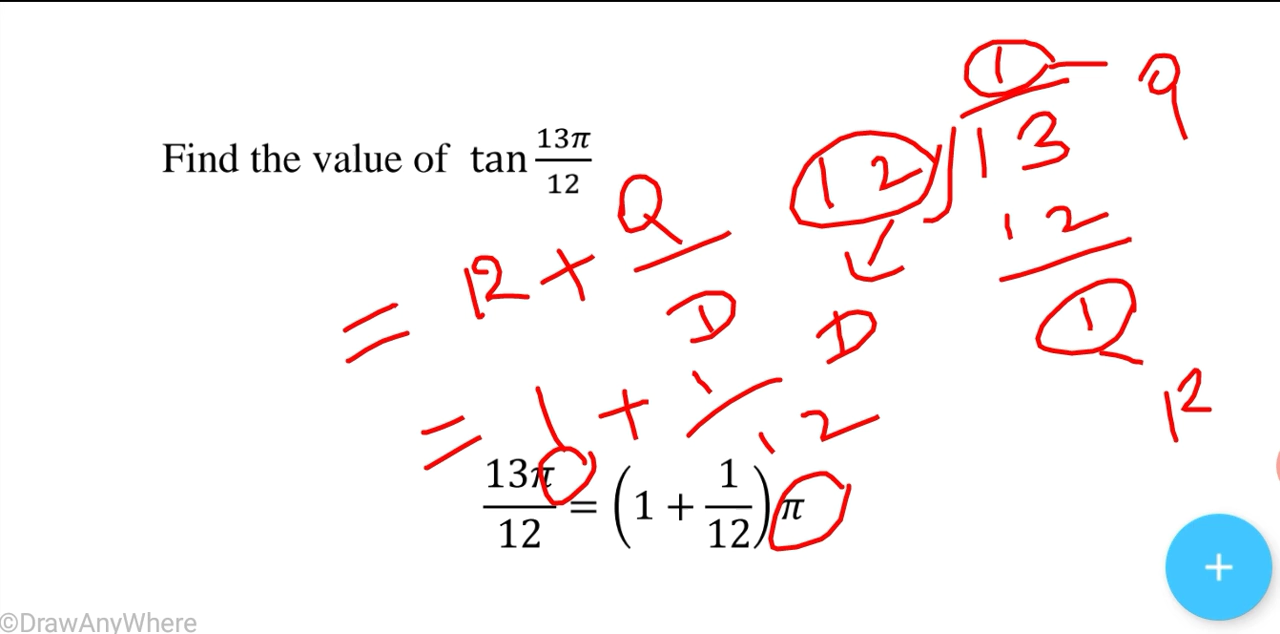 Find the value of tan 13π/12
1 — q
12 ) 13
12
1
R
D
= R + Q/D
= 1 + 1/12
13π/12 = (1 + 1/12) π
+
©DrawAnyWhere